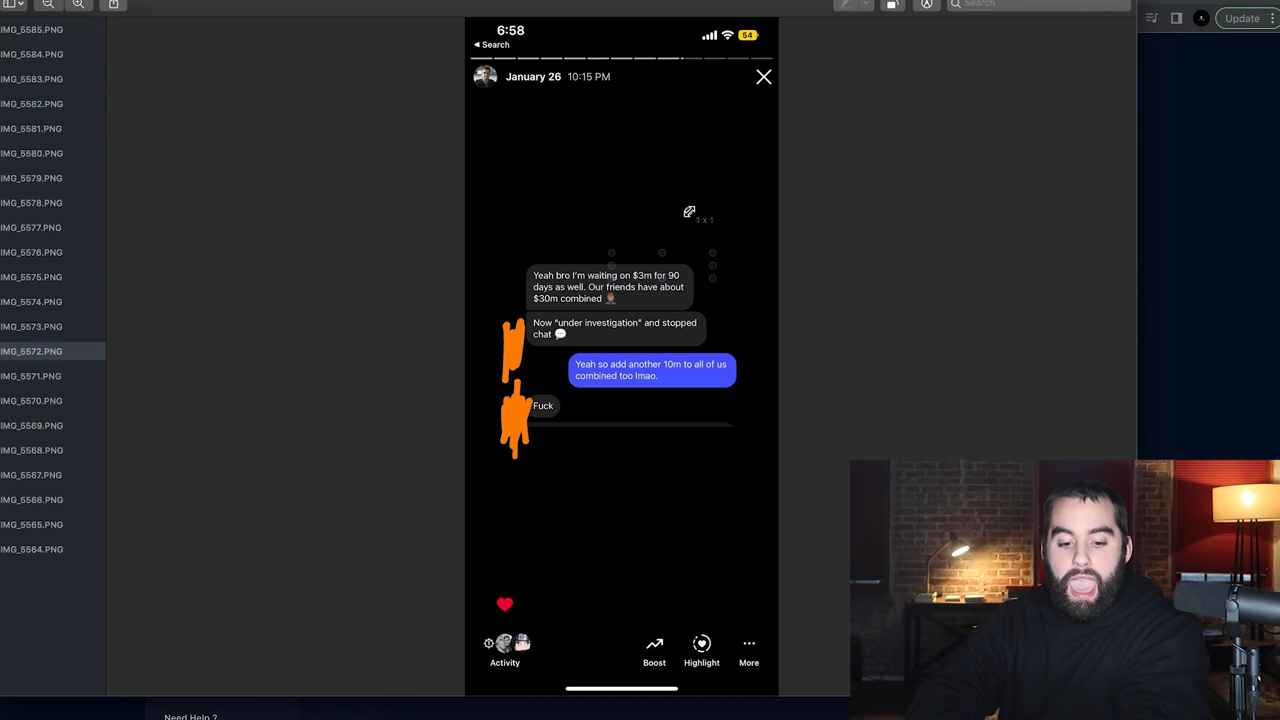 Search
Update
IMG_5585.PNG
IMG_5584.PNG
IMG_5583.PNG
IMG_5582.PNG
IMG_5581.PNG
IMG_5580.PNG
IMG_5579.PNG
IMG_5578.PNG
IMG_5577.PNG
IMG_5576.PNG
IMG_5575.PNG
IMG_5574.PNG
IMG_5573.PNG
IMG_5572.PNG
IMG_5571.PNG
IMG_5570.PNG
IMG_5569.PNG
IMG_5568.PNG
IMG_5567.PNG
IMG_5566.PNG
IMG_5565.PNG
IMG_5564.PNG
6:58
54
Search
January 26 10:15 PM
1 x 1
Yeah bro I'm waiting on $3m for 90
days as well. Our friends have about
$30m combined
Now "under investigation" and stopped
chat 💬
Yeah so add another 10m to all of us
combined too lmao.
Fuck
Activity
Boost
Highlight
More
Need Help ?